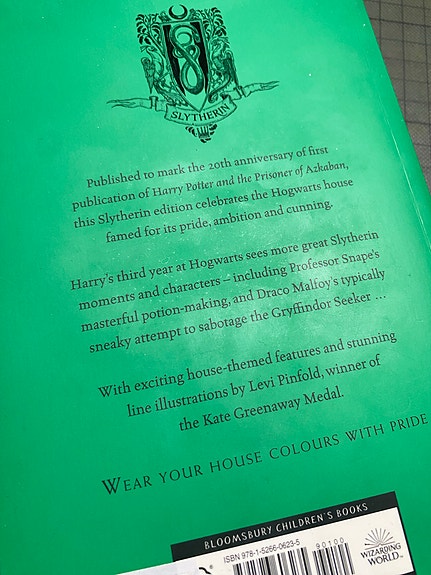 SLYTHERIN
Published to mark the 20th anniversary of first
publication of Harry Potter and the Prisoner of Azkaban,
this Slytherin edition celebrates the Hogwarts house
famed for its pride, ambition and cunning.
Harry's third year at Hogwarts sees more great Slytherin
moments and characters – including Professor Snape's
masterful potion-making, and Draco Malfoy's typically
sneaky attempt to sabotage the Gryffindor Seeker ...
With exciting house-themed features and stunning
line illustrations by Levi Pinfold, winner of
the Kate Greenaway Medal.
WEAR YOUR HOUSE COLOURS WITH PRIDE
BLOOMSBURY CHILDREN'S BOOKS
ISBN 978-1-5266-0623-5
90100
WIZARDING
WORLD